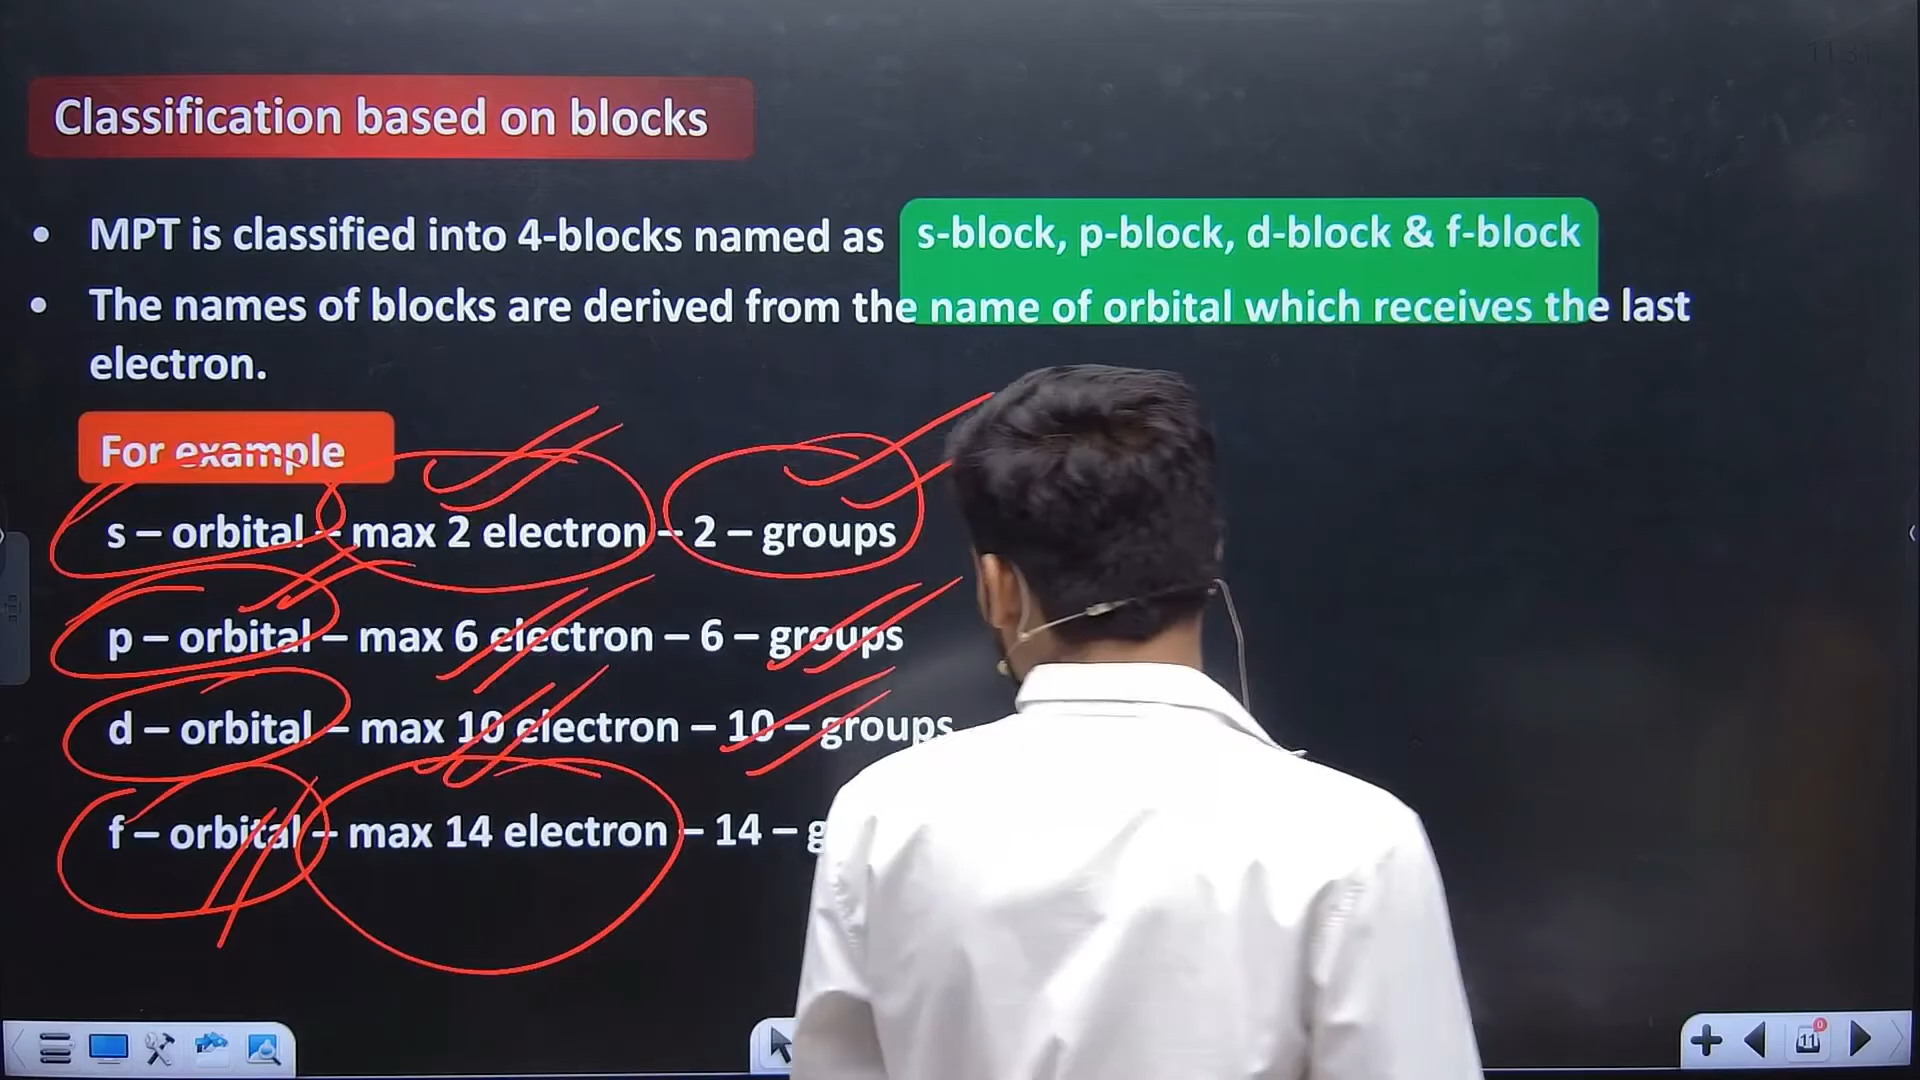 Classification based on blocks
• MPT is classified into 4-blocks named as s-block, p-block, d-block & f-block
• The names of blocks are derived from the name of orbital which receives the last
electron.
For example
s – orbital – max 2 electron – 2 – groups
p – orbital – max 6 electron – 6 – groups
d – orbital – max 10 electron – 10 – groups
f – orbital – max 14 electron – 14 – g
11
0